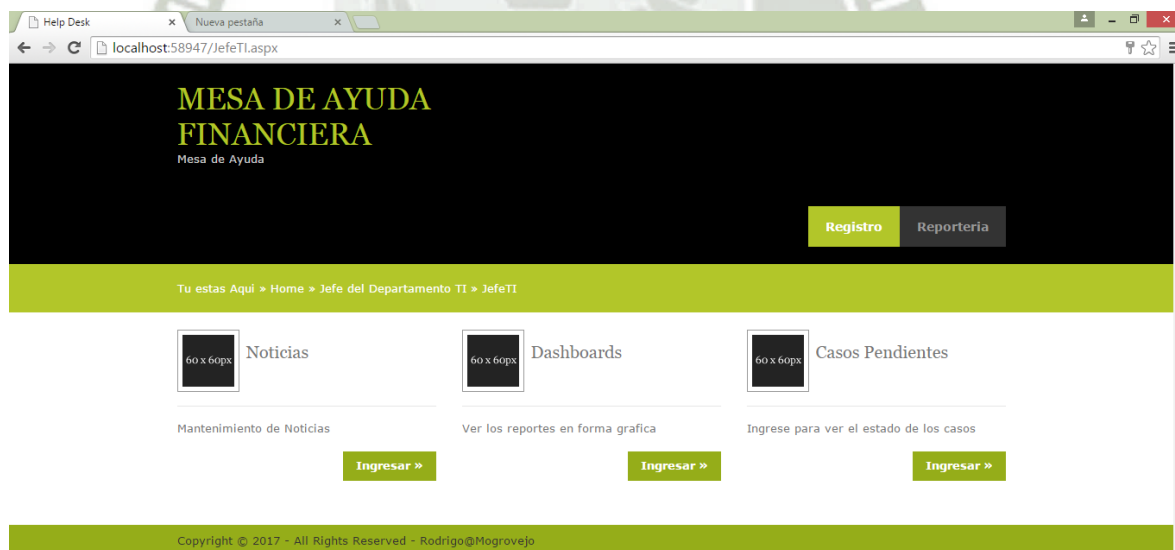 Help Desk
Nueva pestaña
localhost:58947/JefeTI.aspx
MESA DE AYUDA
FINANCIERA
Mesa de Ayuda
Registro
Reporteria
Tu estas Aqui » Home » Jefe del Departamento TI » JefeTI
60 x 60px
Noticias
60 x 60px
Dashboards
60 x 60px
Casos Pendientes
Mantenimiento de Noticias
Ver los reportes en forma grafica
Ingrese para ver el estado de los casos
Ingresar »
Ingresar »
Ingresar »
Copyright © 2017 - All Rights Reserved - Rodrigo@Mogrovejo